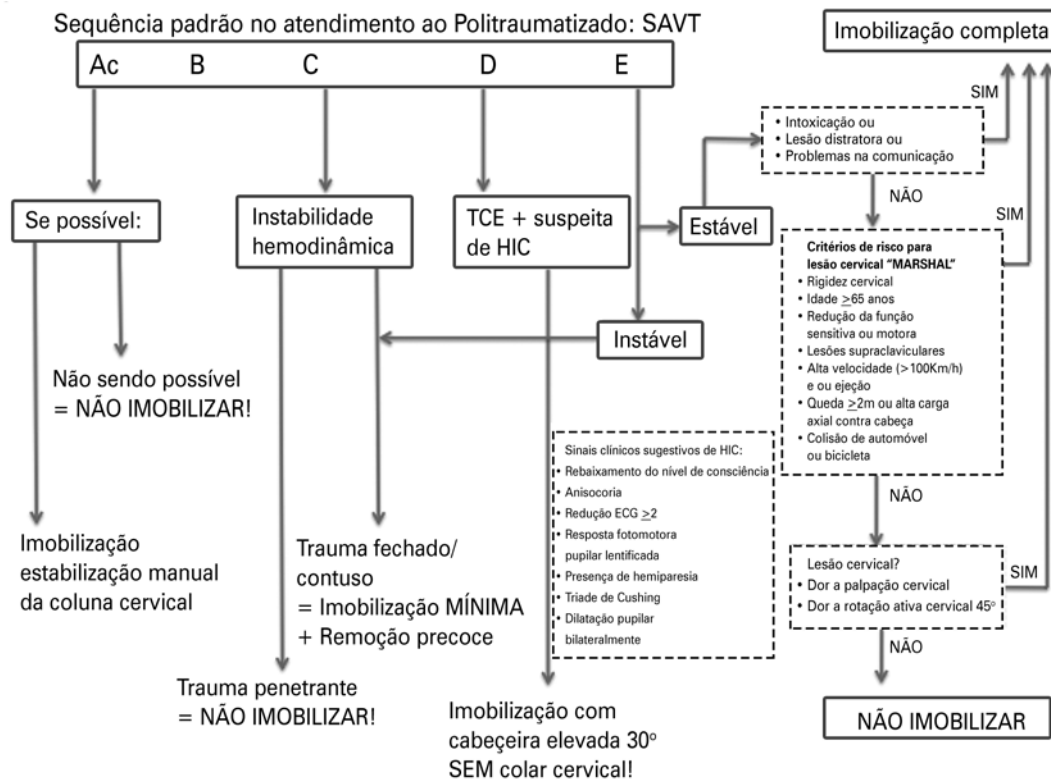 Sequência padrão no atendimento ao Politraumatizado: SAVT
Ac B C D E
Imobilização completa
SIM
• Intoxicação ou
• Lesão distratora ou
• Problemas na comunicação
NÃO
SIM
Se possível:
Instabilidade
hemodinâmica
TCE + suspeita
de HIC
Estável
Instável
Critérios de risco para
lesão cervical “MARSHAL”
• Rigidez cervical
• Idade ≥65 anos
• Redução da função
sensitiva ou motora
• Lesões supraclaviculares
• Alta velocidade (>100Km/h)
e ou ejeção
• Queda ≥2m ou alta carga
axial contra cabeça
• Colisão de automóvel
ou bicicleta
NÃO
Não sendo possível
= NÃO IMOBILIZAR!
Sinais clínicos sugestivos de HIC:
• Rebaixamento do nível de consciência
• Anisocoria
• Redução ECG ≥2
• Resposta fotomotora
pupilar lentificada
• Presença de hemiparesia
• Triade de Cushing
• Dilatação pupilar
bilateralmente
Imobilização
estabilização manual
da coluna cervical
Trauma fechado/
contuso
= Imobilização MÍNIMA
+ Remoção precoce
Lesão cervical?
• Dor a palpação cervical
• Dor a rotação ativa cervical 45º
SIM
NÃO
Trauma penetrante
= NÃO IMOBILIZAR!
Imobilização com
cabeçeira elevada 30º
SEM colar cervical!
NÃO IMOBILIZAR